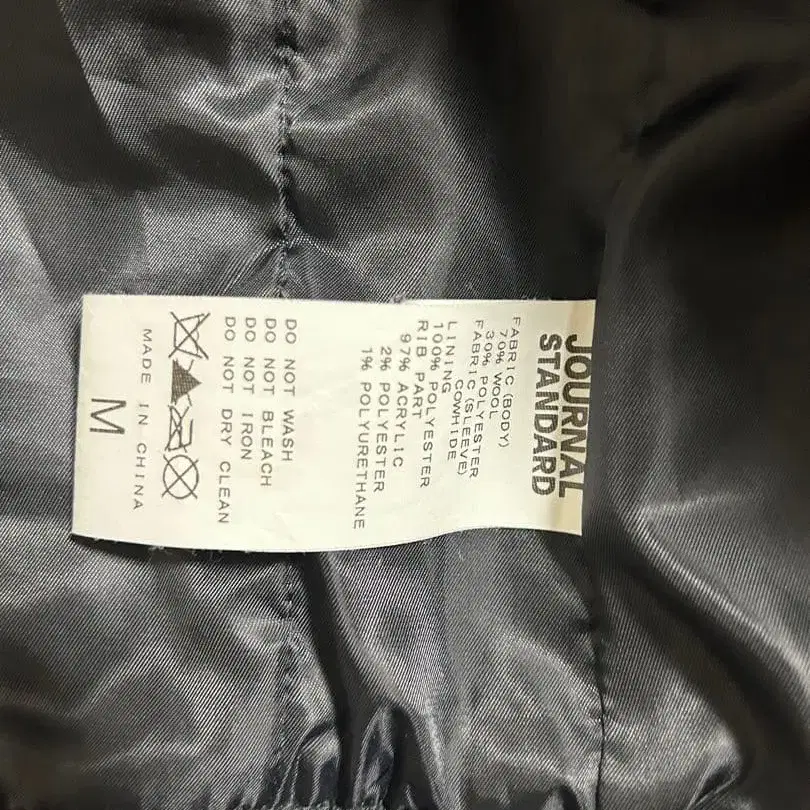 JOURNAL
STANDARD
FABRIC (BODY)
70% WOOL
30% POLYESTER
FABRIC (SLEEVE)
COWHIDE
LINING
100% POLYESTER
RIB PART
97% ACRYLIC
2% POLYESTER
1% POLYURETHANE
DO NOT WASH
DO NOT BLEACH
DO NOT IRON
DO NOT DRY CLEAN
MADE IN CHINA
M